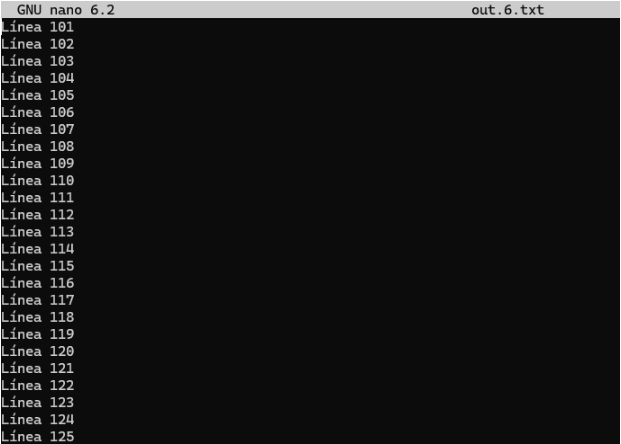 GNU nano 6.2 out.6.txt
Línea 101
Línea 102
Línea 103
Línea 104
Línea 105
Línea 106
Línea 107
Línea 108
Línea 109
Línea 110
Línea 111
Línea 112
Línea 113
Línea 114
Línea 115
Línea 116
Línea 117
Línea 118
Línea 119
Línea 120
Línea 121
Línea 122
Línea 123
Línea 124
Línea 125